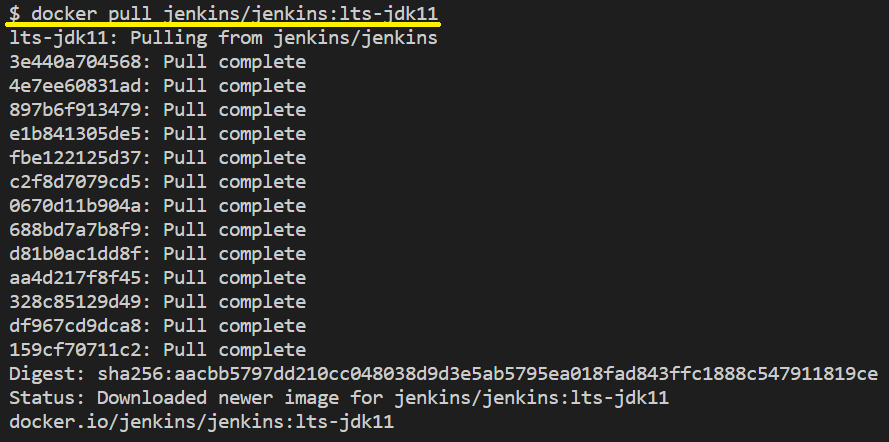 $ docker pull jenkins/jenkins:lts-jdk11
lts-jdk11: Pulling from jenkins/jenkins
3e440a704568: Pull complete
4e7ee60831ad: Pull complete
897b6f913479: Pull complete
e1b841305de5: Pull complete
fbe122125d37: Pull complete
c2f8d7079cd5: Pull complete
0670d11b904a: Pull complete
688bd7a7b8f9: Pull complete
d81b0ac1dd8f: Pull complete
aa4d217f8f45: Pull complete
328c85129d49: Pull complete
df967cd9dca8: Pull complete
159cf70711c2: Pull complete
Digest: sha256:aacbb5797dd210cc048038d9d3e5ab5795ea018fad843ffc1888c547911819ce
Status: Downloaded newer image for jenkins/jenkins:lts-jdk11
docker.io/jenkins/jenkins:lts-jdk11